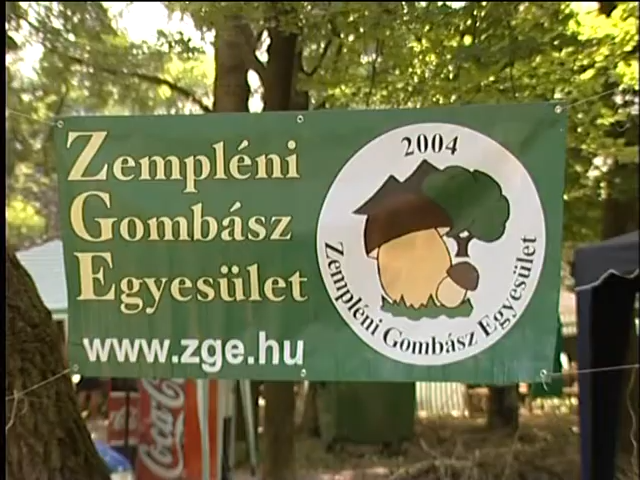 Zempléni
Gombász
Egyesület
www.zge.hu
2004
Zempléni Gombász Egyesület
Coca-Cola